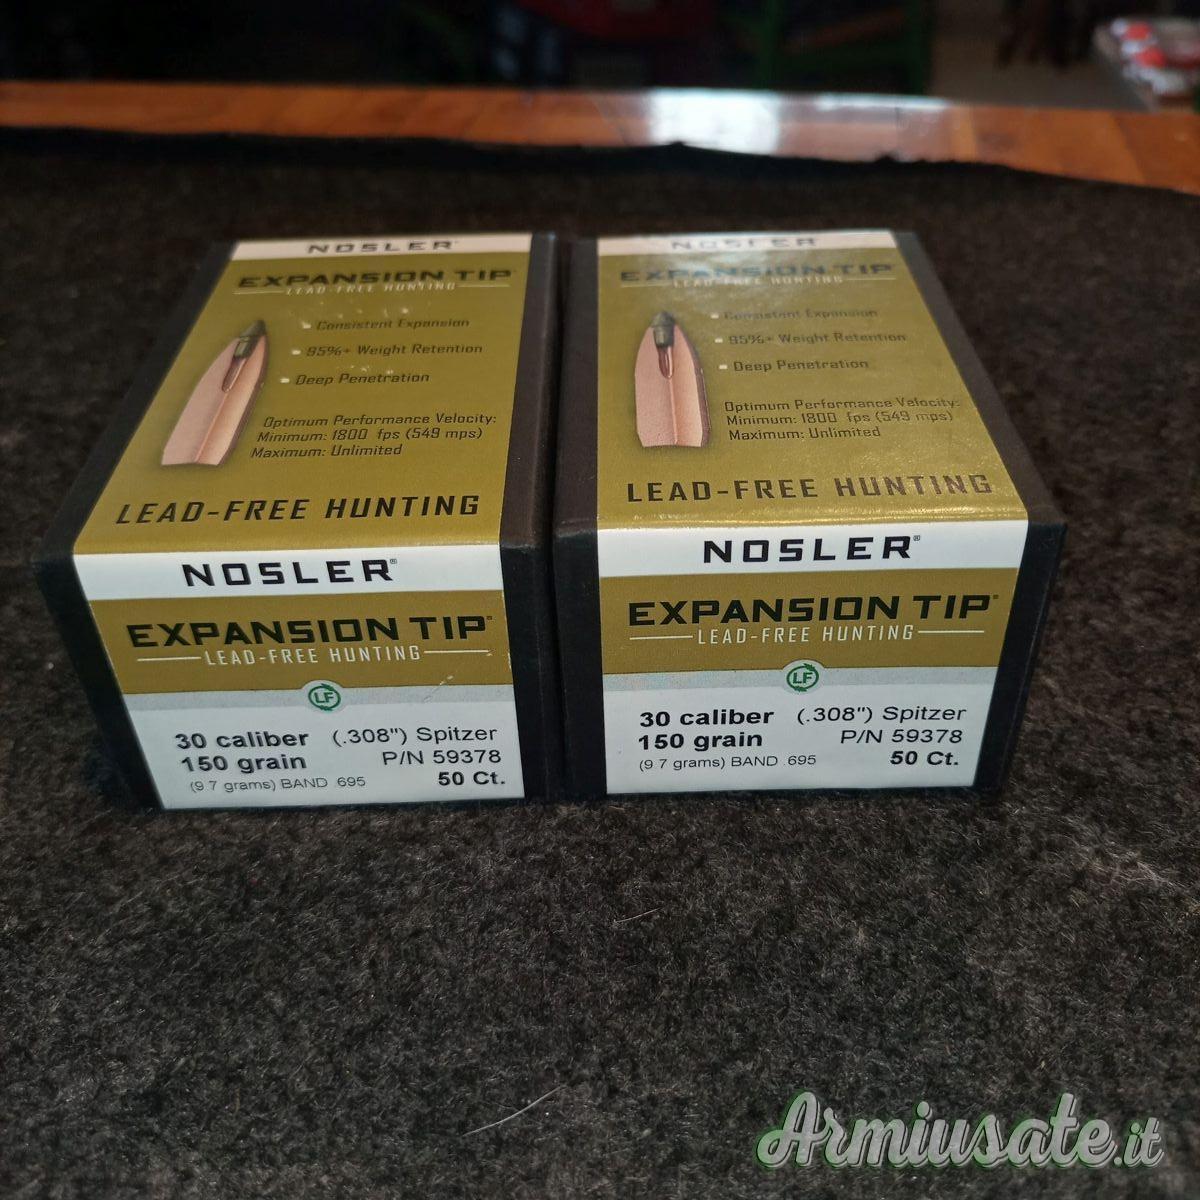 NOSLER®
EXPANSION TIP®
LEAD-FREE HUNTING
Consistent Expansion
95%+ Weight Retention
Deep Penetration
Optimum Performance Velocity:
Minimum: 1800 fps (549 mps)
Maximum: Unlimited
LEAD-FREE HUNTING
NOSLER®
EXPANSION TIP®
LEAD-FREE HUNTING
LF
30 caliber (.308") Spitzer
150 grain P/N 59378
(9.7 grams) BAND .695 50 Ct.
NOSLER®
EXPANSION TIP®
LEAD-FREE HUNTING
Consistent Expansion
95%+ Weight Retention
Deep Penetration
Optimum Performance Velocity:
Minimum: 1800 fps (549 mps)
Maximum: Unlimited
LEAD-FREE HUNTING
NOSLER®
EXPANSION TIP®
LEAD-FREE HUNTING
LF
30 caliber (.308") Spitzer
150 grain P/N 59378
(9.7 grams) BAND .695 50 Ct.
Armiusate.it